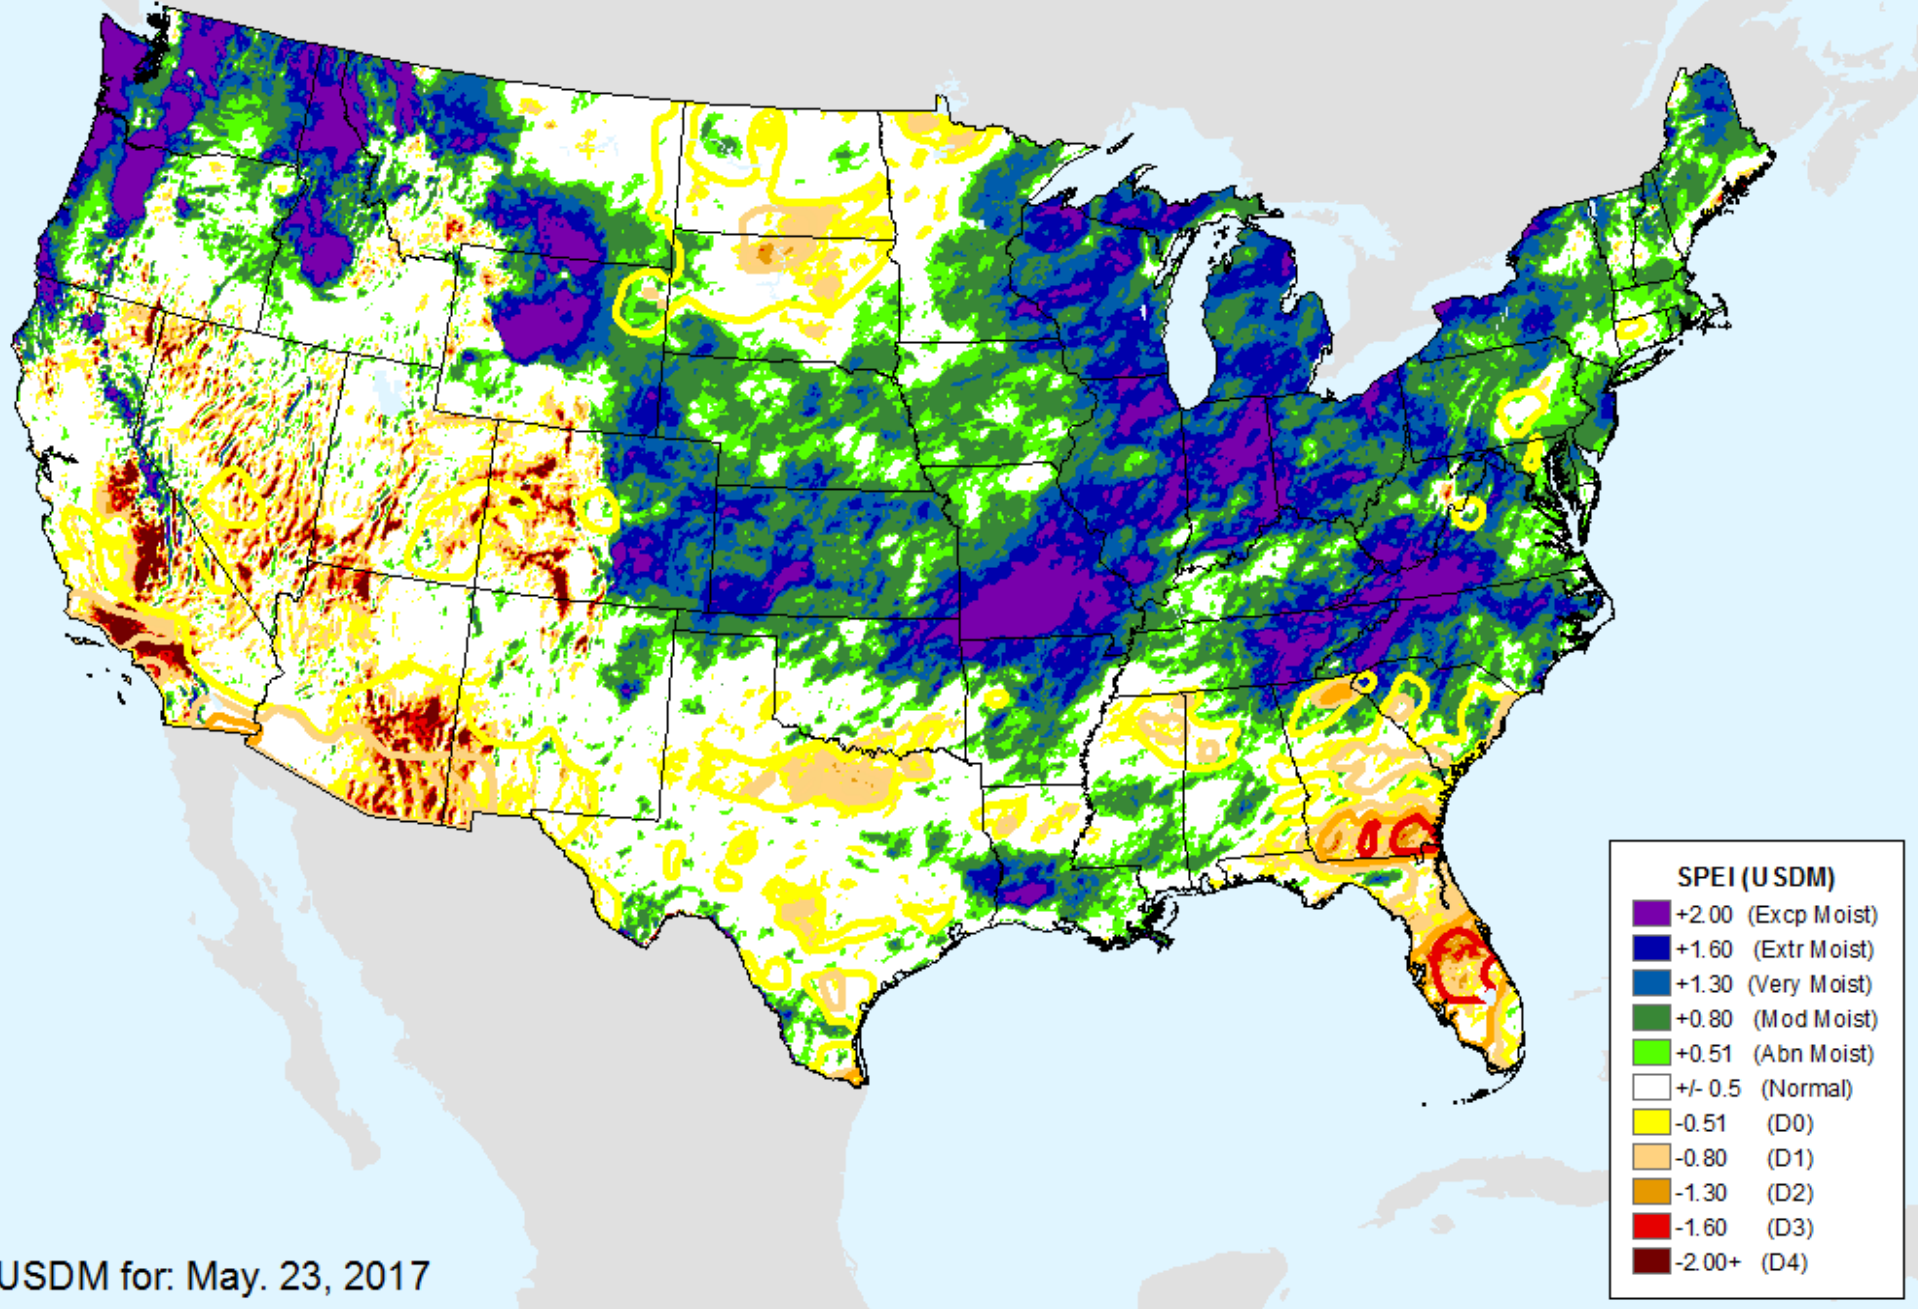 SPEI (USDM)
+2.00 (Excp Moist)
+1.60 (Extr Moist)
+1.30 (Very Moist)
+0.80 (Mod Moist)
+0.51 (Abn Moist)
+/- 0.5 (Normal)
-0.51 (D0)
-0.80 (D1)
-1.30 (D2)
-1.60 (D3)
-2.00+ (D4)
USDM for: May. 23, 2017